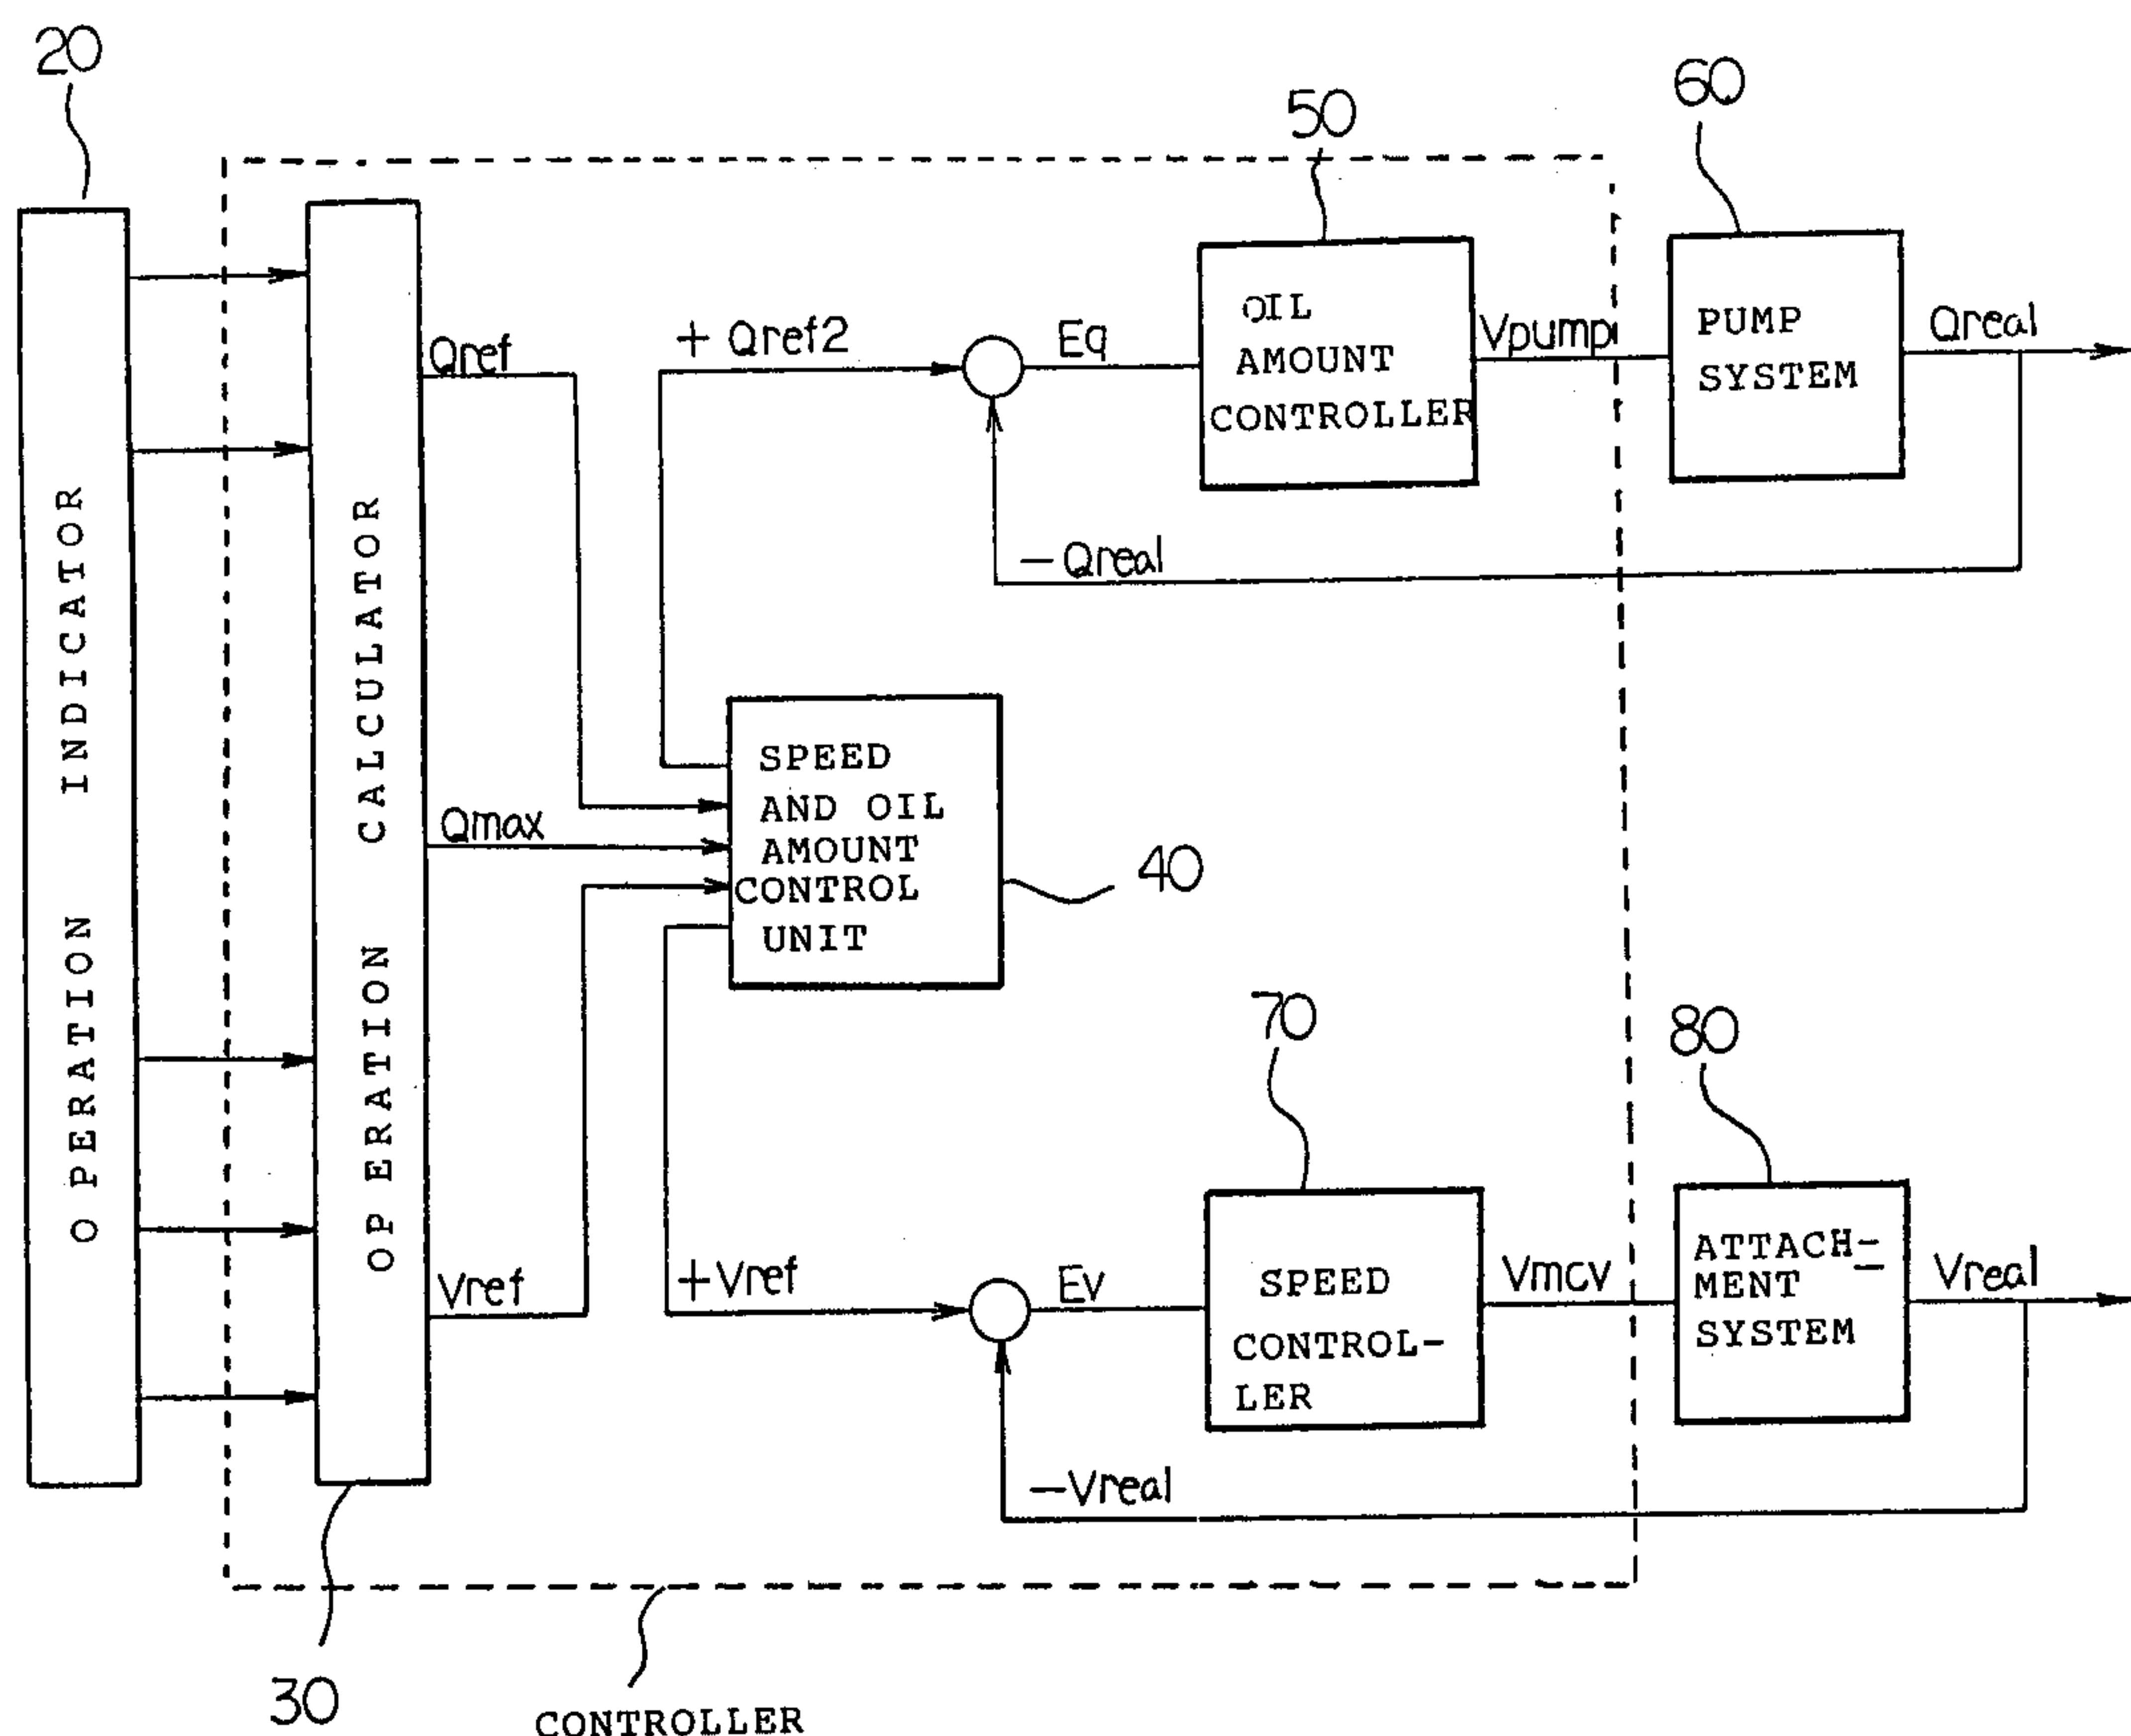 20
OPERATION INDICATOR
30
OPERATION CALCULATOR
Qref
Qmax
Vref
+ Qref2
Eq
50
OIL
AMOUNT
CONTROLLER
Vpump
60
PUMP
SYSTEM
Qreal
- Qreal
SPEED
AND OIL
AMOUNT
CONTROL
UNIT
40
+Vref
Ev
70
SPEED
CONTROL-
LER
Vmcv
80
ATTACH-
MENT
SYSTEM
Vreal
-Vreal
CONTROLLER